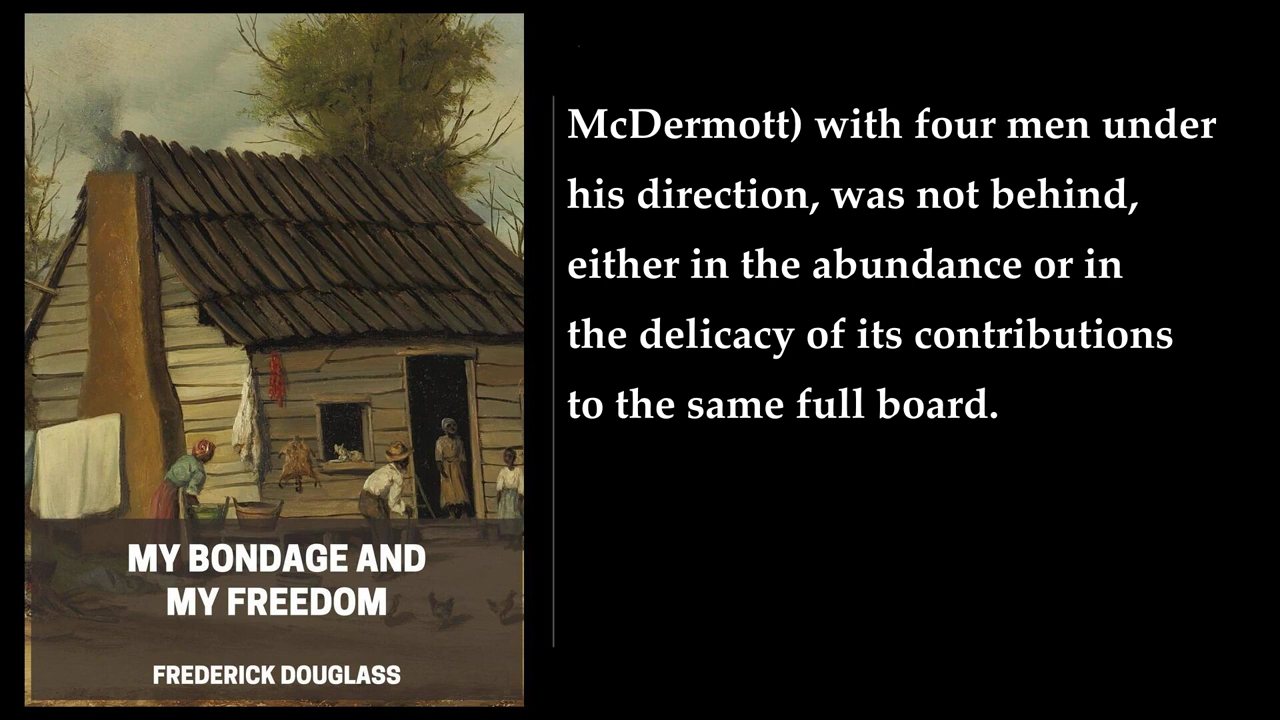 McDermott) with four men under
his direction, was not behind,
either in the abundance or in
the delicacy of its contributions
to the same full board.
MY BONDAGE AND
MY FREEDOM
FREDERICK DOUGLASS